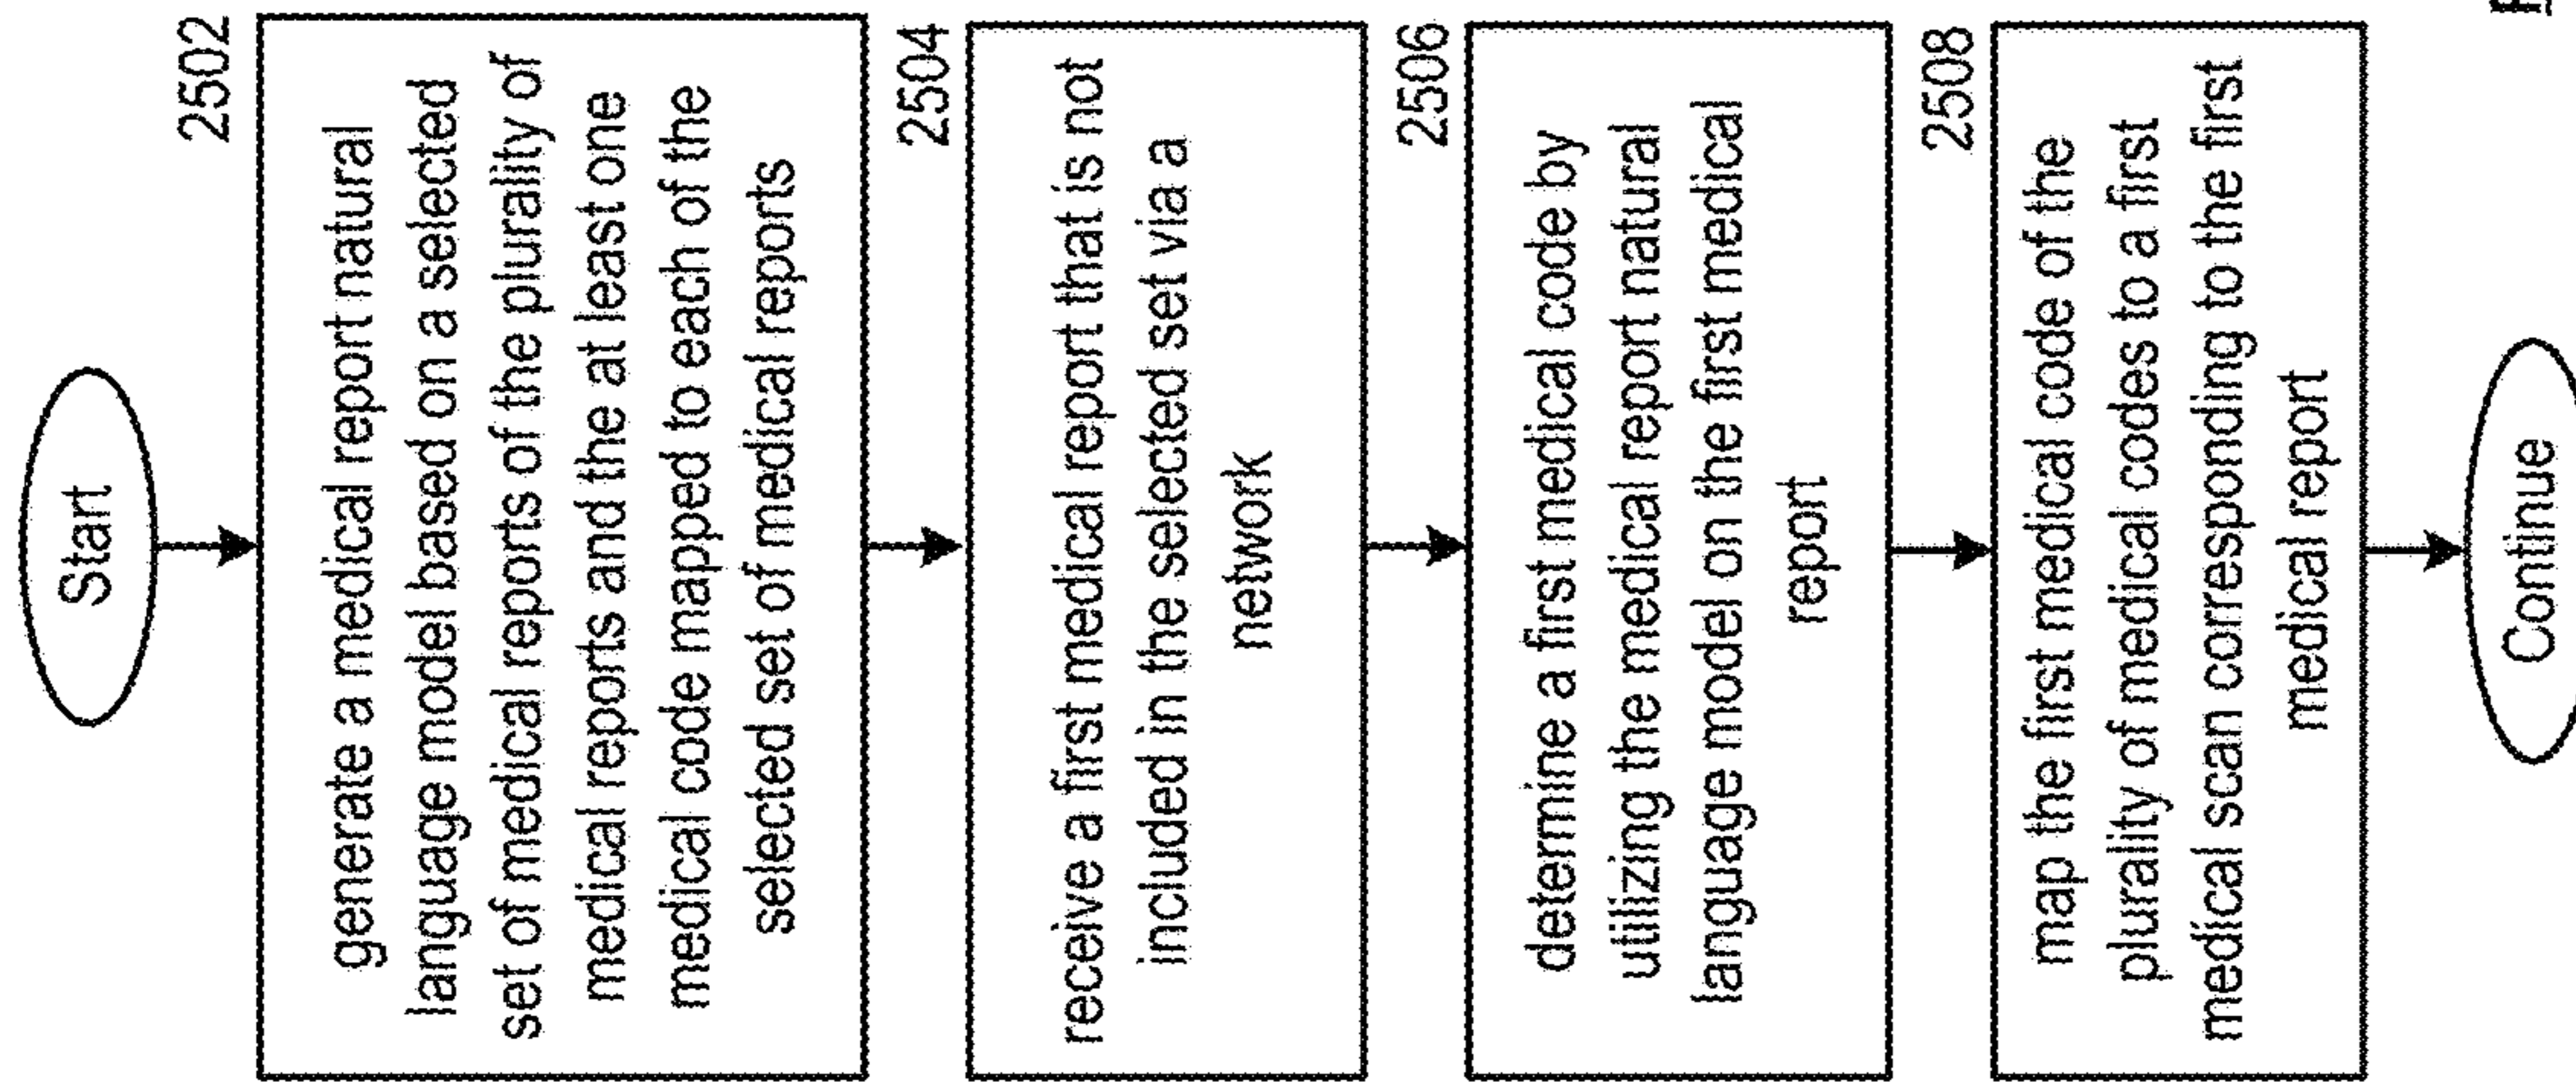 Start
2502
generate a medical report natural
language model based on a selected
set of medical reports of the plurality of
medical reports and the at least one
medical code mapped to each of the
selected set of medical reports
2504
receive a first medical report that is not
included in the selected set via a
network
2506
determine a first medical code by
utilizing the medical report natural
language model on the first medical
report
2508
map the first medical code of the
plurality of medical codes to a first
medical scan corresponding to the first
medical report
Continue